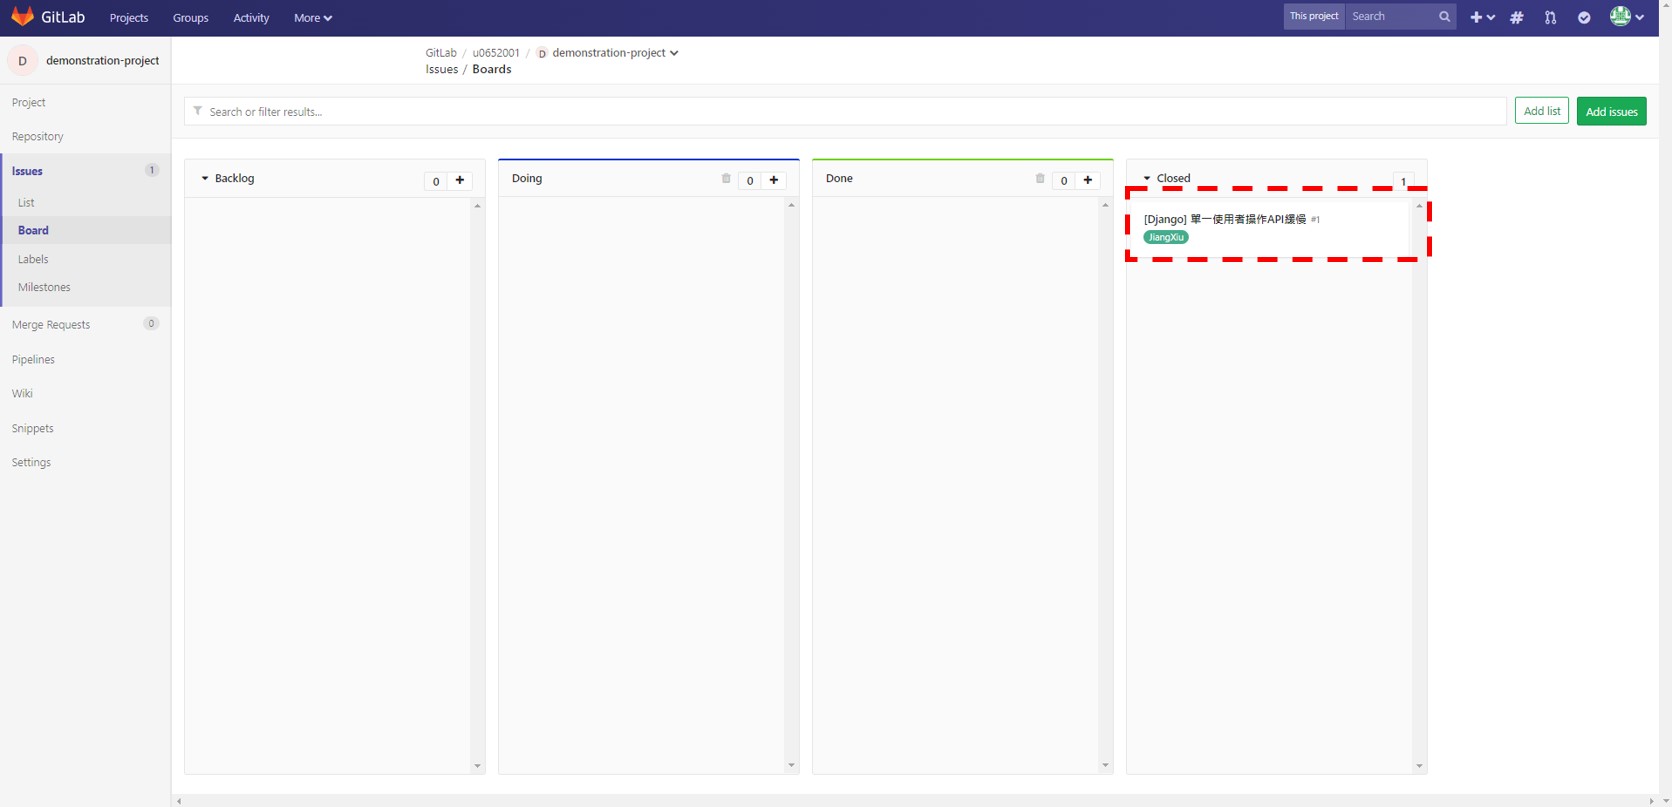 GitLab Projects Groups Activity More This project Search
D demonstration-project
GitLab / u0652001 / D demonstration-project
Issues / Boards
Project
Repository
Issues 1
List
Board
Labels
Milestones
Merge Requests 0
Pipelines
Wiki
Snippets
Settings
Search or filter results... Add list Add issues
Backlog 0 +
Doing 0 +
Done 0 +
Closed 1
[Django] 單一使用者操作API緩慢 #1
JiangXiu